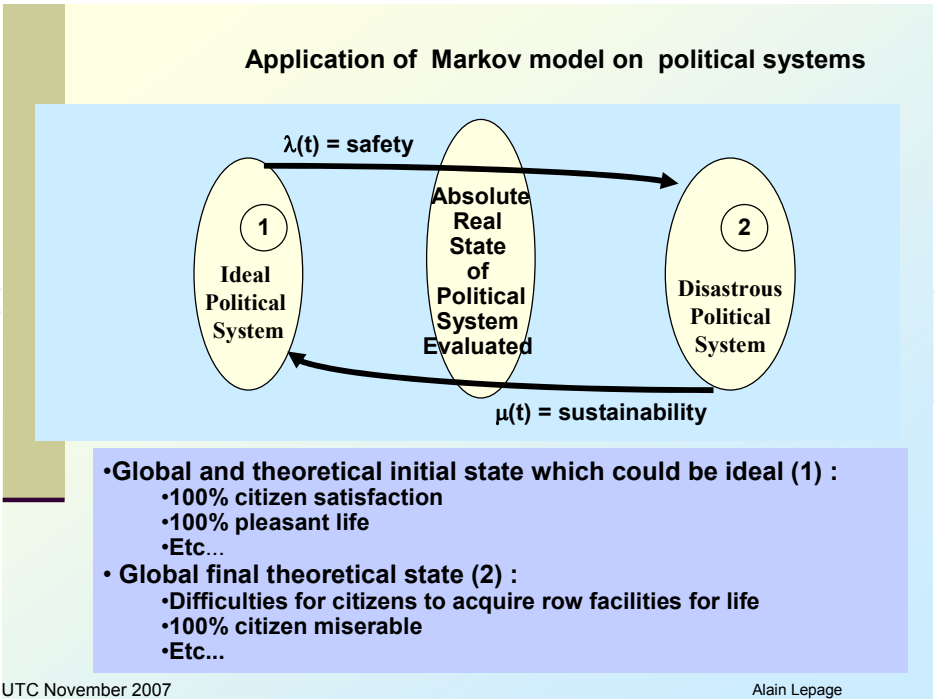 Application of Markov model on political systems
λ(t) = safety
1
Ideal
Political
System
Absolute
Real
State
of
Political
System
Evaluated
2
Disastrous
Political
System
μ(t) = sustainability
•Global and theoretical initial state which could be ideal (1) :
•100% citizen satisfaction
•100% pleasant life
•Etc...
• Global final theoretical state (2) :
•Difficulties for citizens to acquire row facilities for life
•100% citizen miserable
•Etc...
UTC November 2007
Alain Lepage